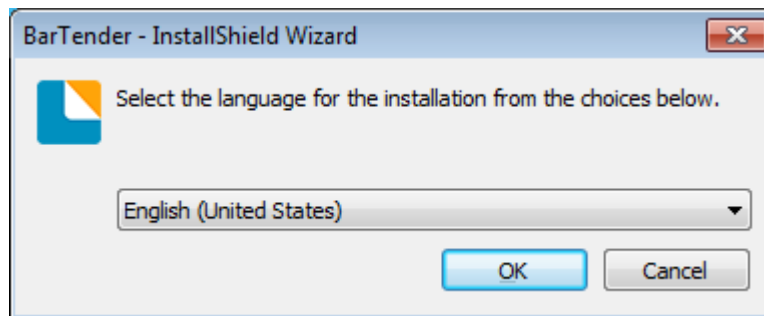 BarTender - InstallShield Wizard
Select the language for the installation from the choices below.
English (United States)
OK
Cancel